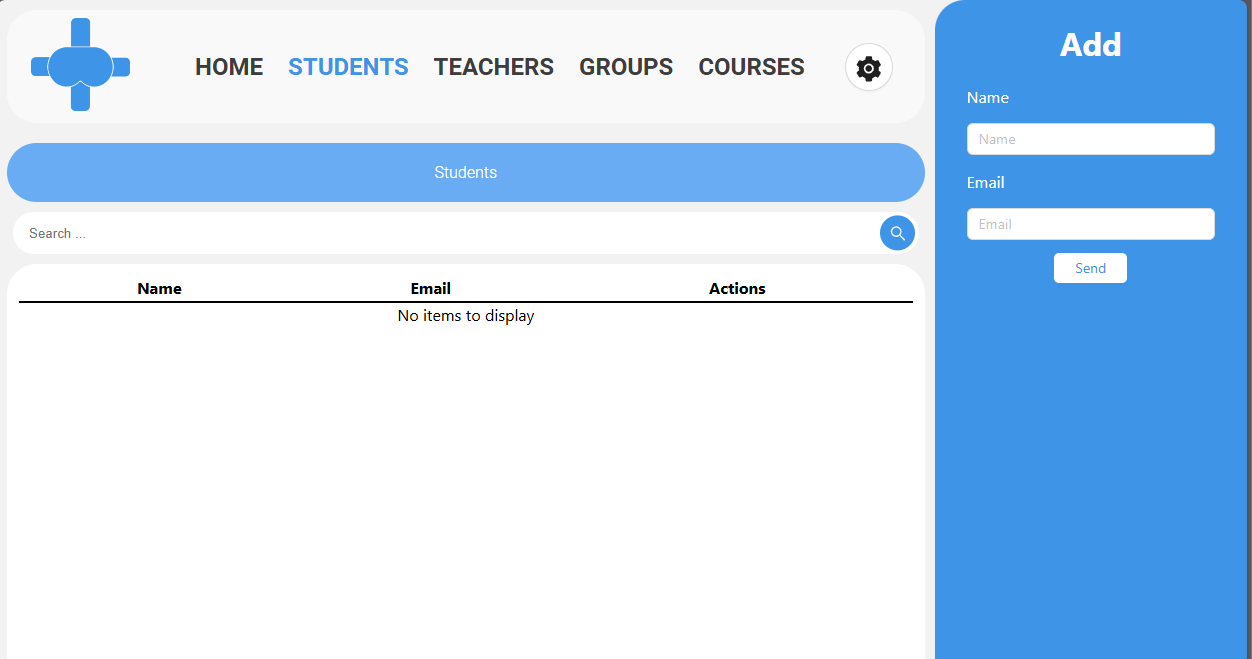 HOME STUDENTS TEACHERS GROUPS COURSES
Students
Search ...
Name Email Actions
No items to display
Add
Name
Name
Email
Email
Send